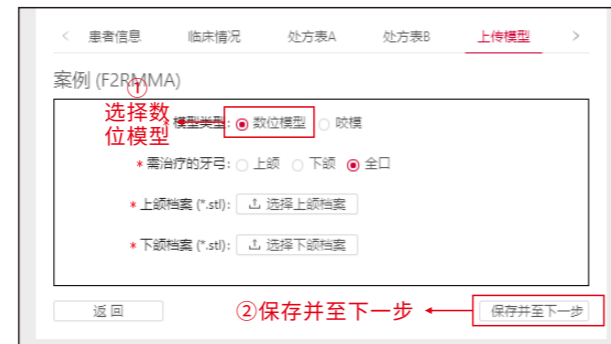 < 患者信息 临床情况 处方表A 处方表B 上传模型 >
案例 (F2RMMA)
①
选择数
位模型
* 模型类型: 数位模型 咬模
* 需治疗的牙弓: 上颌 下颌 全口
* 上颌档案 (*.stl): 选择上颌档案
* 下颌档案 (*.stl): 选择下颌档案
返 回 ②保存并至下一步 保存并至下一步